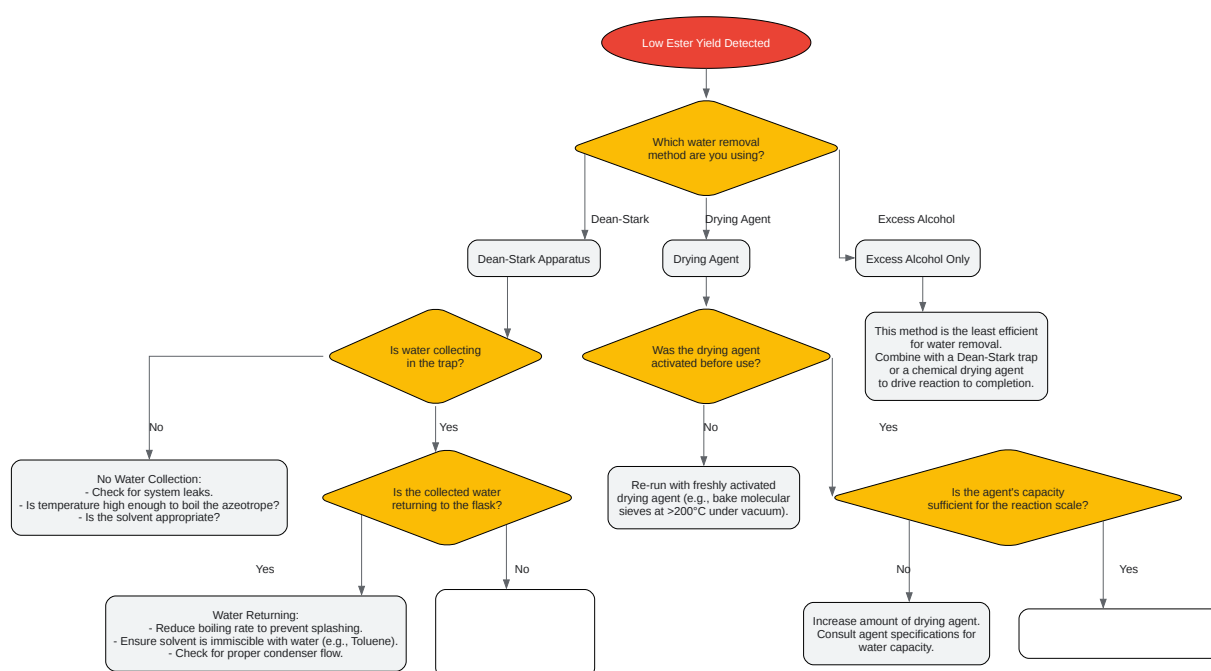 Low Ester Yield Detected
Which water removal
method are you using?
Dean-Stark
Drying Agent
Excess Alcohol
Dean-Stark Apparatus
Drying Agent
Excess Alcohol Only
This method is the least efficient
for water removal.
Combine with a Dean-Stark trap
or a chemical drying agent
to drive reaction to completion.
Is water collecting
in the trap?
Was the drying agent
activated before use?
No
Yes
No
Yes
No Water Collection:
- Check for system leaks.
- Is temperature high enough to boil the azeotrope?
- Is the solvent appropriate?
Is the collected water
returning to the flask?
Re-run with freshly activated
drying agent (e.g., bake molecular
sieves at >200°C under vacuum).
Is the agent's capacity
sufficient for the reaction scale?
Yes
No
No
Yes
Water Returning:
- Reduce boiling rate to prevent splashing.
- Ensure solvent is immiscible with water (e.g., Toluene).
- Check for proper condenser flow.
Increase amount of drying agent.
Consult agent specifications for
water capacity.